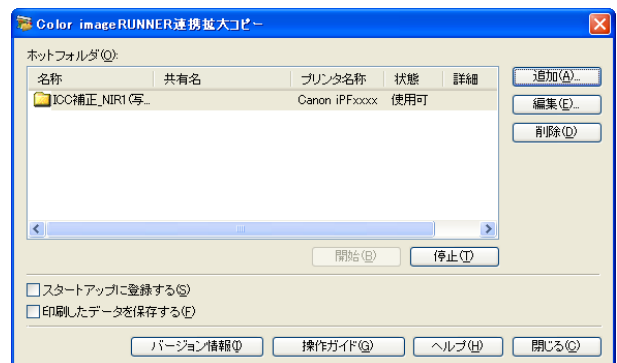 Color imageRUNNER連携拡大コピー
ホットフォルダ(O):
名称 共有名 プリンタ名称 状態 詳細
ICC補正_NIR1(写... Canon iPFxxxx 使用可
追加(A)...
編集(E)...
削除(D)
開始(B) 停止(T)
スタートアップに登録する(S)
印刷したデータを保存する(F)
バージョン情報(I) 操作ガイド(G) ヘルプ(H) 閉じる(C)